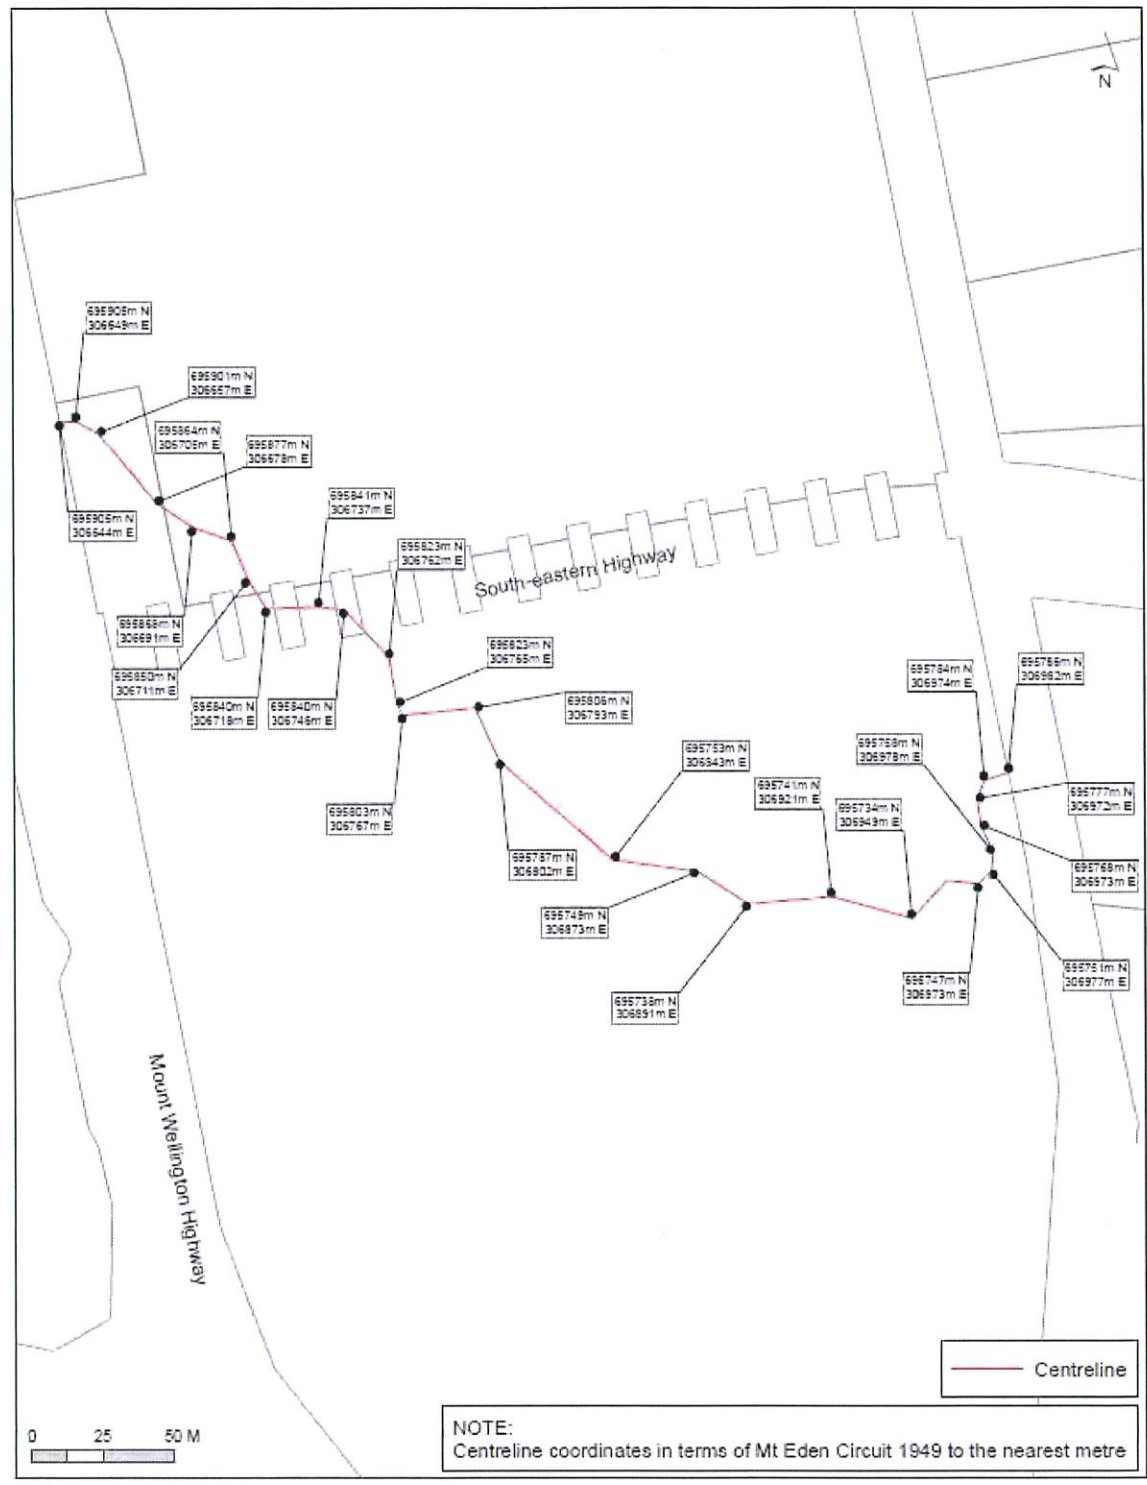 N
695905m N
306649m E
695901m N
306657m E
695864m N
306705m E
695877m N
306678m E
695905m N
306644m E
695841m N
306737m E
695823m N
306762m E
South-eastern Highway
695868m N
306691m E
695850m N
306711m E
695840m N
306718m E
695840m N
306746m E
695823m N
306765m E
695806m N
306793m E
695803m N
306767m E
695787m N
306802m E
695753m N
306843m E
695749m N
306873m E
695738m N
306891m E
695741m N
306921m E
695734m N
306949m E
695758m N
306978m E
695784m N
306974m E
695786m N
306982m E
695777m N
306972m E
695768m N
306973m E
695751m N
306977m E
695747m N
306973m E
Mount Wellington Highway
Centreline
0 25 50 M
NOTE:
Centreline coordinates in terms of Mt Eden Circuit 1949 to the nearest metre